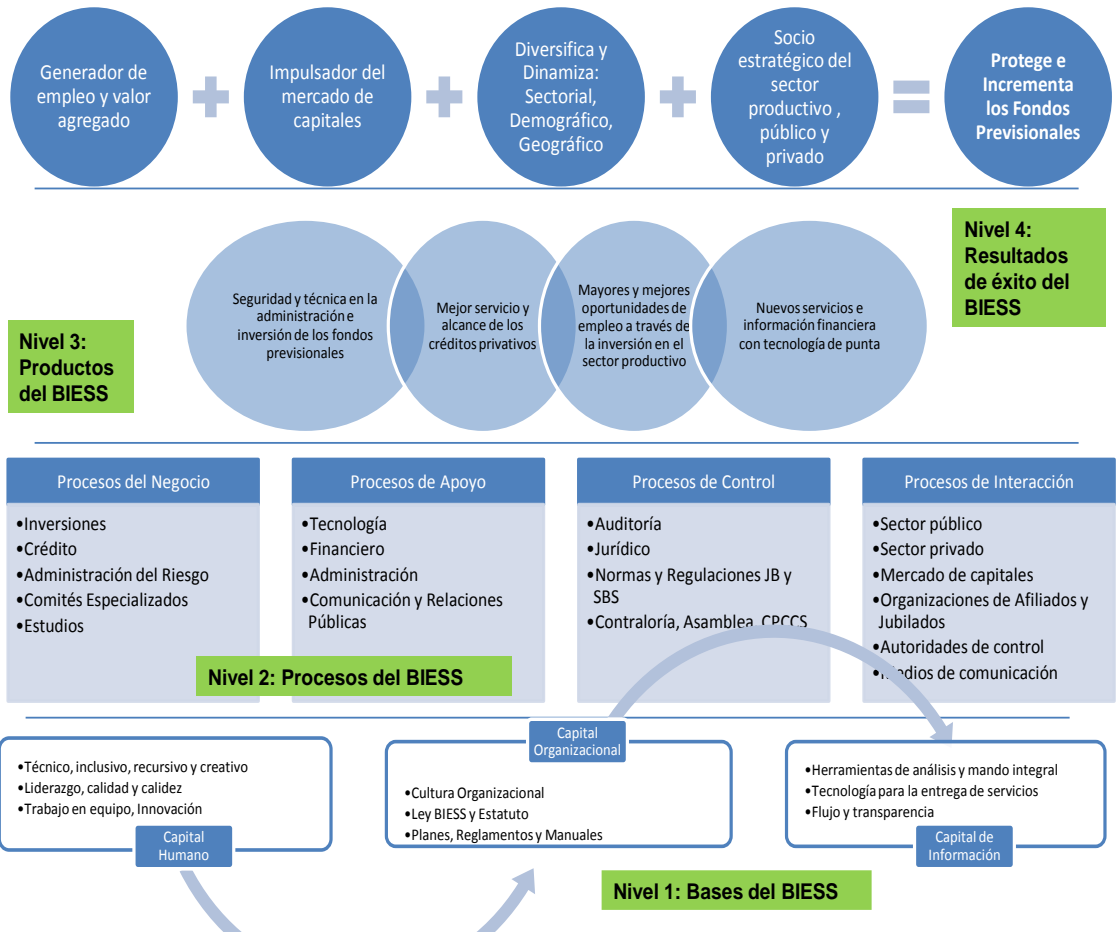 Generador de
empleo y valor
agregado
Impulsador del
mercado de
capitales
Diversifica y
Dinamiza:
Sectorial,
Demográfico,
Geográfico
Socio
estratégico del
sector
productivo ,
público y
privado
Protege e
Incrementa
los Fondos
Previsionales
Nivel 4:
Resultados
de éxito del
BIESS
Seguridad y técnica en la
administración e
inversión de los fondos
previsionales
Mejor servicio y
alcance de los
créditos privativos
Mayores y mejores
oportunidades de
empleo a través de
la inversión en el
sector productivo
Nuevos servicios e
información financiera
con tecnología de punta
Nivel 3:
Productos
del BIESS
Procesos del Negocio
•Inversiones
•Crédito
•Administración del Riesgo
•Comités Especializados
•Estudios
Procesos de Apoyo
•Tecnología
•Financiero
•Administración
•Comunicación y Relaciones
Públicas
Procesos de Control
•Auditoría
•Jurídico
•Normas y Regulaciones JB y
SBS
•Contraloría, Asamblea, CPCCS
Procesos de Interacción
•Sector público
•Sector privado
•Mercado de capitales
•Organizaciones de Afiliados y
Jubilados
•Autoridades de control
•Medios de comunicación
Nivel 2: Procesos del BIESS
•Técnico, inclusivo, recursivo y creativo
•Liderazgo, calidad y calidez
•Trabajo en equipo, Innovación
Capital
Humano
Capital
Organizacional
•Cultura Organizacional
•Ley BIESS y Estatuto
•Planes, Reglamentos y Manuales
•Herramientas de análisis y mando integral
•Tecnología para la entrega de servicios
•Flujo y transparencia
Capital de
Información
Nivel 1: Bases del BIESS